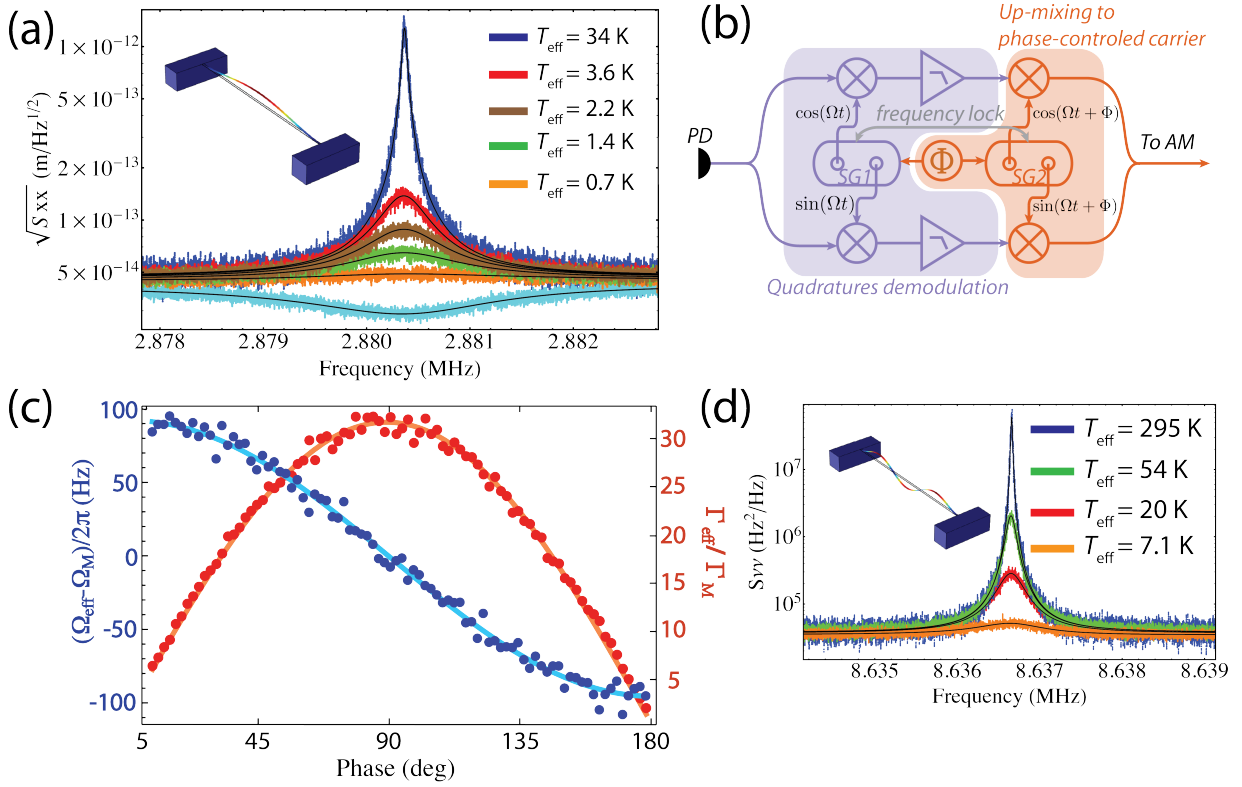 (a)
√Sxx (m/Hz^1/2)
1×10^−12
5×10^−13
2×10^−13
1×10^−13
5×10^−14
T_eff = 34 K
T_eff = 3.6 K
T_eff = 2.2 K
T_eff = 1.4 K
T_eff = 0.7 K
2.878 2.879 2.880 2.881 2.882
Frequency (MHz)
(b)
Up-mixing to
phase-controled carrier
cos(Ωt)
frequency lock
cos(Ωt + Φ)
PD
SG1
Φ
SG2
To AM
sin(Ωt)
sin(Ωt + Φ)
Quadratures demodulation
(c)
(Ω_eff-Ω_M)/2π (Hz)
100
50
0
-50
-100
30
25
20
15
10
5
Γ_eff/Γ_M
5 45 90 135 180
Phase (deg)
(d)
Sνν (Hz²/Hz)
10^7
10^6
10^5
T_eff = 295 K
T_eff = 54 K
T_eff = 20 K
T_eff = 7.1 K
8.635 8.636 8.637 8.638 8.639
Frequency (MHz)